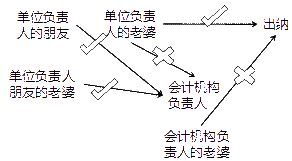 单位负责
人的朋友
单位负责
人的老婆
出纳
单位负责人
朋友的老婆
会计机构
负责人
会计机构负
责人的老婆